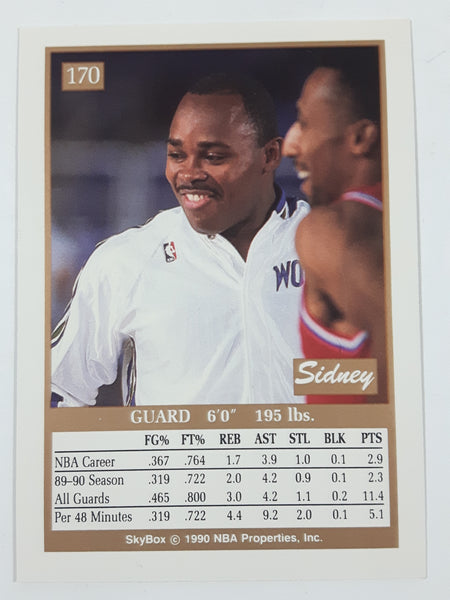 170
WO
Sidney
GUARD 6'0" 195 lbs.
FG% FT% REB AST STL BLK PTS
NBA Career .367 .764 1.7 3.9 1.0 0.1 2.9
89-90 Season .319 .722 2.0 4.2 0.9 0.1 2.3
All Guards .465 .800 3.0 4.2 1.1 0.2 11.4
Per 48 Minutes .319 .722 4.4 9.2 2.0 0.1 5.1
SkyBox © 1990 NBA Properties, Inc.